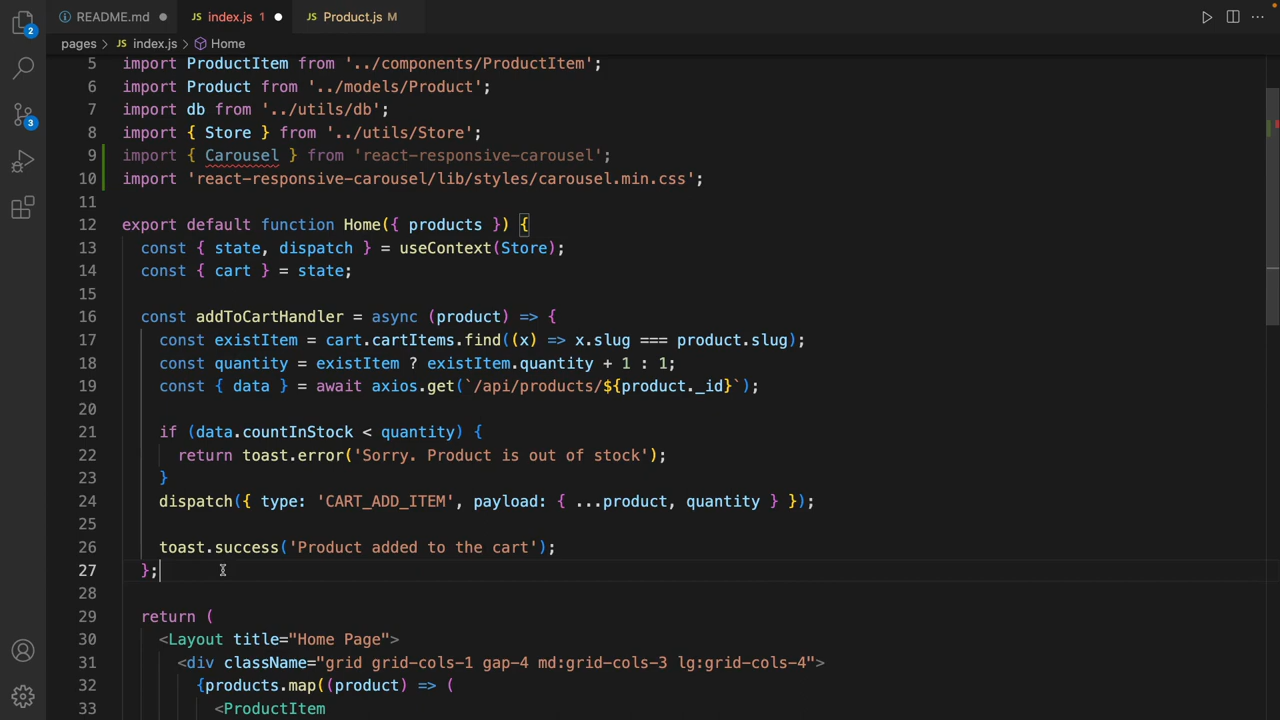 README.md
JS index.js 1
JS Product.js M
pages > JS index.js > Home
5 import ProductItem from '../components/ProductItem';
6 import Product from '../models/Product';
7 import db from '../utils/db';
8 import { Store } from '../utils/Store';
9 import { Carousel } from 'react-responsive-carousel';
10 import 'react-responsive-carousel/lib/styles/carousel.min.css';
11
12 export default function Home({ products }) {
13 const { state, dispatch } = useContext(Store);
14 const { cart } = state;
15
16 const addToCartHandler = async (product) => {
17 const existItem = cart.cartItems.find((x) => x.slug === product.slug);
18 const quantity = existItem ? existItem.quantity + 1 : 1;
19 const { data } = await axios.get(`/api/products/${product._id}`);
20
21 if (data.countInStock < quantity) {
22 return toast.error('Sorry. Product is out of stock');
23 }
24 dispatch({ type: 'CART_ADD_ITEM', payload: { ...product, quantity } });
25
26 toast.success('Product added to the cart');
27 };
28
29 return (
30 <Layout title="Home Page">
31 <div className="grid grid-cols-1 gap-4 md:grid-cols-3 lg:grid-cols-4">
32 {products.map((product) => (
33 <ProductItem
2
3